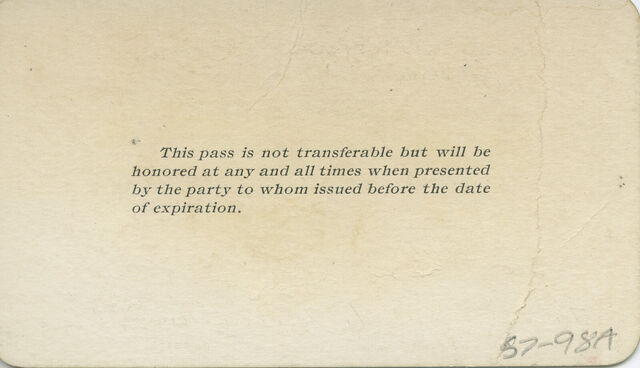 This pass is not transferable but will be
honored at any and all times when presented
by the party to whom issued before the date
of expiration.
87-98A